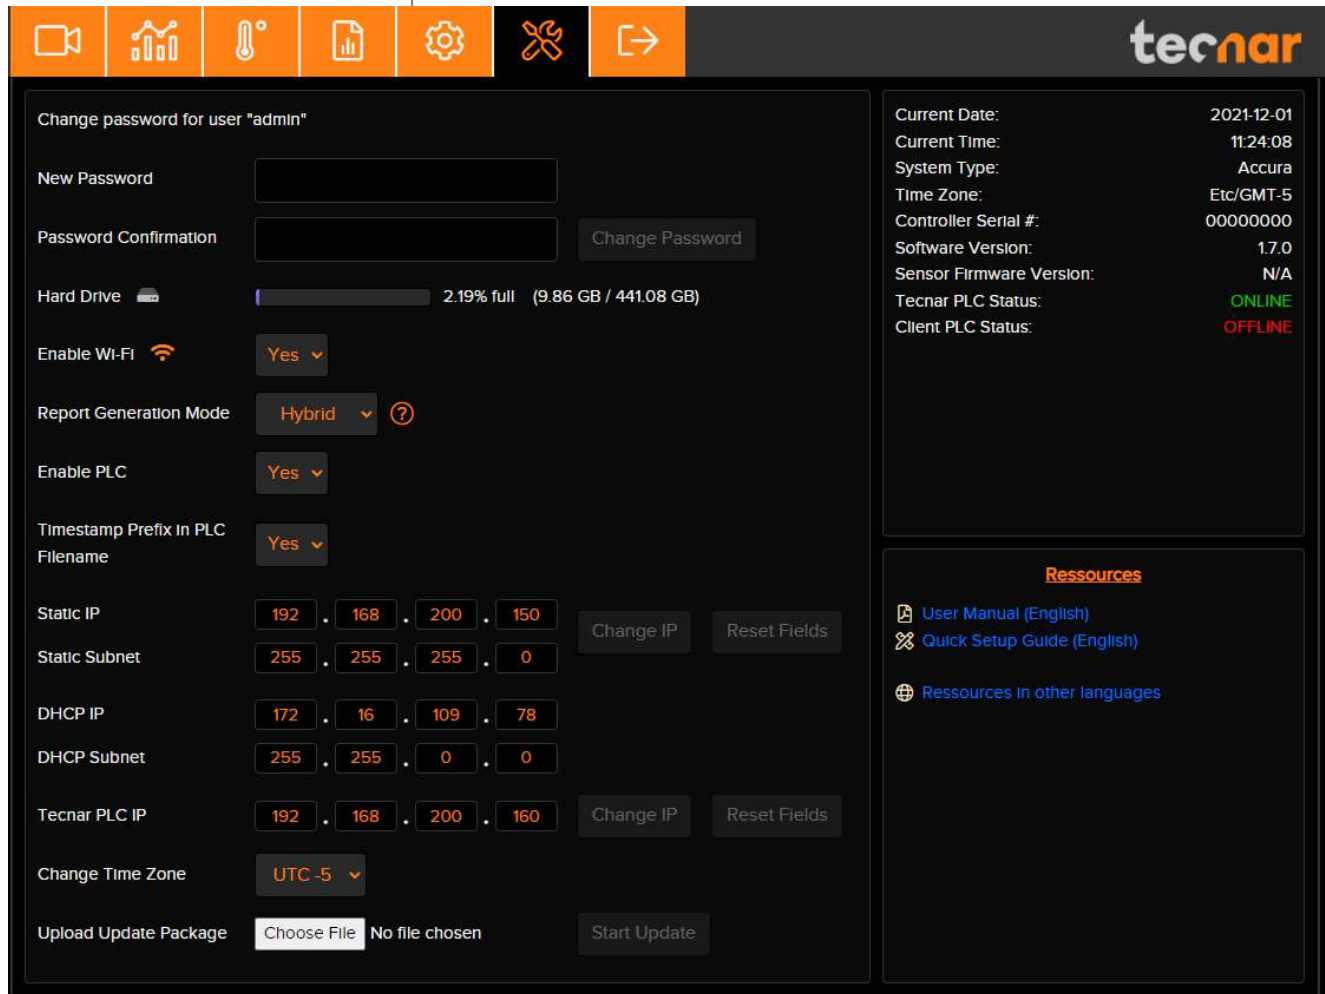 tecnar
Change password for user "admin"
New Password
Password Confirmation
Change Password
Hard Drive
2.19% full (9.86 GB / 441.08 GB)
Enable Wi-Fi
Yes
Report Generation Mode
Hybrid
?
Enable PLC
Yes
Timestamp Prefix in PLC
Filename
Yes
Static IP
192 . 168 . 200 . 150
Change IP
Reset Fields
Static Subnet
255 . 255 . 255 . 0
DHCP IP
172 . 16 . 109 . 78
DHCP Subnet
255 . 255 . 0 . 0
Tecnar PLC IP
192 . 168 . 200 . 160
Change IP
Reset Fields
Change Time Zone
UTC -5
Upload Update Package
Choose File No file chosen
Start Update
Current Date: 2021-12-01
Current Time: 11:24:08
System Type: Accura
Time Zone: Etc/GMT-5
Controller Serial #: 00000000
Software Version: 1.7.0
Sensor Firmware Version: N/A
Tecnar PLC Status: ONLINE
Client PLC Status: OFFLINE
Ressources
User Manual (English)
Quick Setup Guide (English)
Ressources in other languages